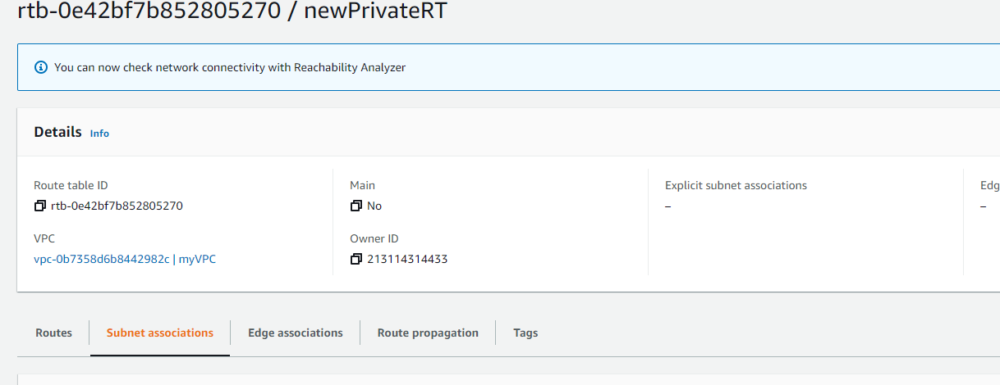 rtb-0e42bf7b852805270 / newPrivateRT
You can now check network connectivity with Reachability Analyzer
Details Info
Route table ID
rtb-0e42bf7b852805270
Main
No
Explicit subnet associations
–
Edg
–
VPC
vpc-0b7358d6b8442982c | myVPC
Owner ID
213114314433
Routes
Subnet associations
Edge associations
Route propagation
Tags